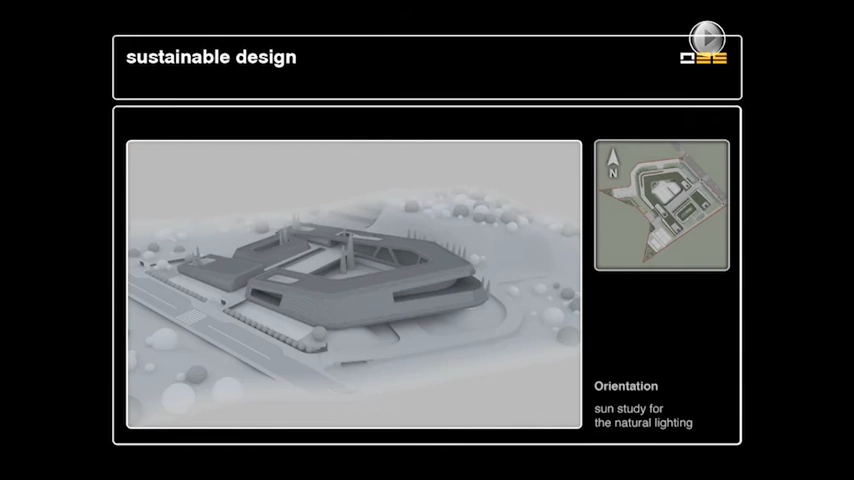 sustainable design
N
Orientation
sun study for
the natural lighting